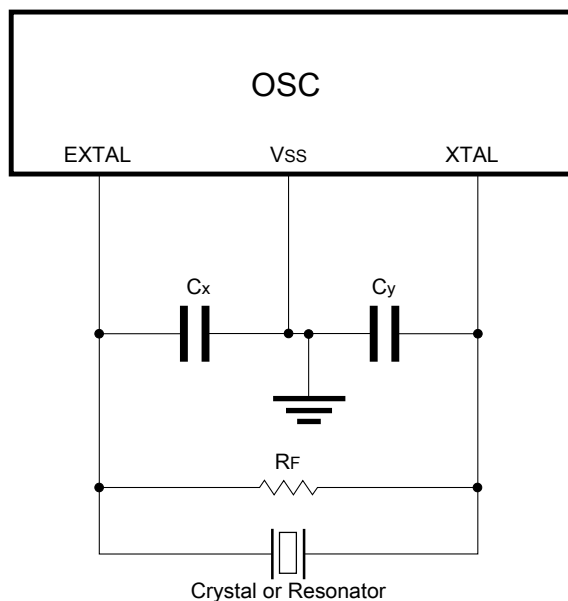 OSC
EXTAL VSS XTAL
Cx Cy
RF
Crystal or Resonator